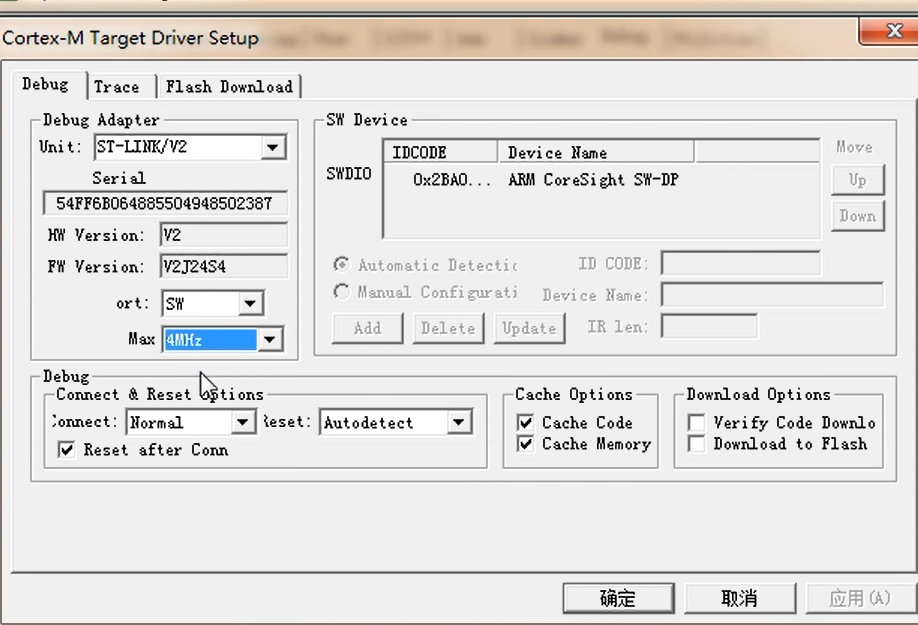 Cortex-M Target Driver Setup
Debug Trace Flash Download
Debug Adapter
Unit: ST-LINK/V2
Serial
54FF6B064885504948502387
HW Version: V2
FW Version: V2J24S4
ort: SW
Max 4MHz
SW Device
SWDIO
IDCODE Device Name
0x2BA0... ARM CoreSight SW-DP
Move
Up
Down
Automatic Detectic
ID CODE:
Manual Configurati
Device Name:
Add Delete Update
IR len:
Debug
Connect & Reset Options
onnect: Normal
eset: Autodetect
Reset after Conn
Cache Options
Cache Code
Cache Memory
Download Options
Verify Code Downlo
Download to Flash
确定 取消 应用(A)